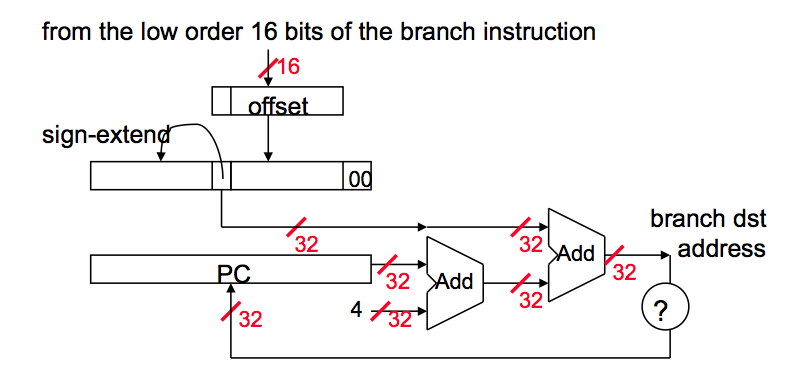 from the low order 16 bits of the branch instruction
16
offset
sign-extend
00
32
32
branch dst
address
Add
32
PC
32
Add
32
32
4
32
?